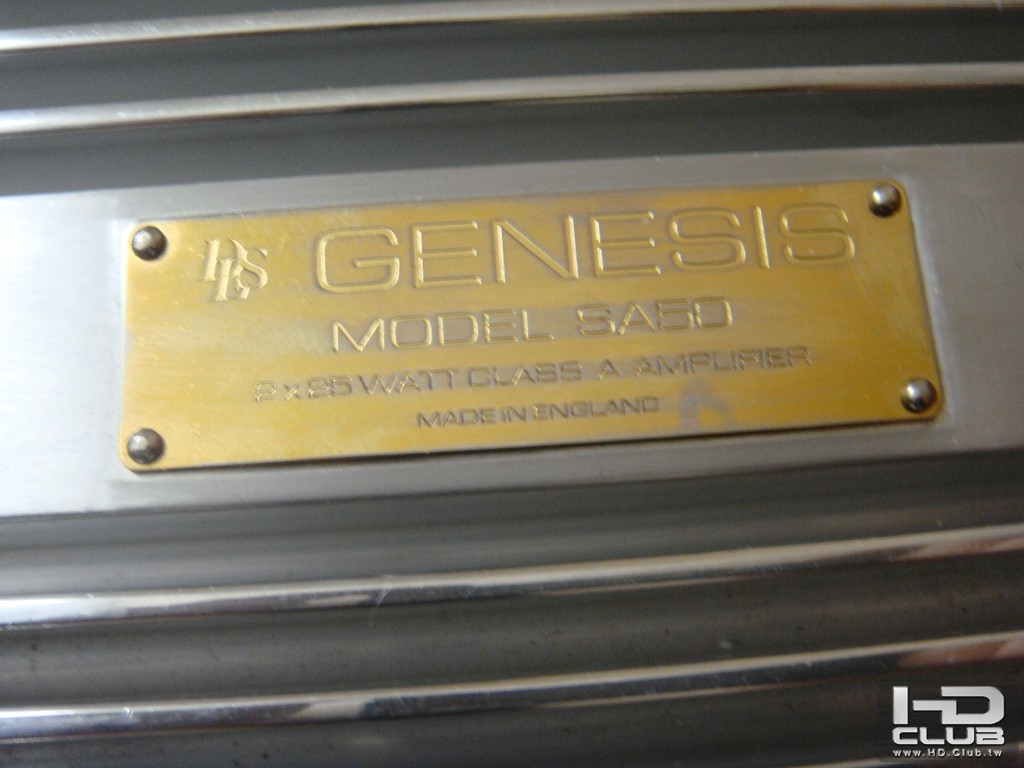 DLS GENESIS
MODEL SA50
2 x 25 WATT CLASS A AMPLIFIER
MADE IN ENGLAND
HD
CLUB
www.HD.Club.tw